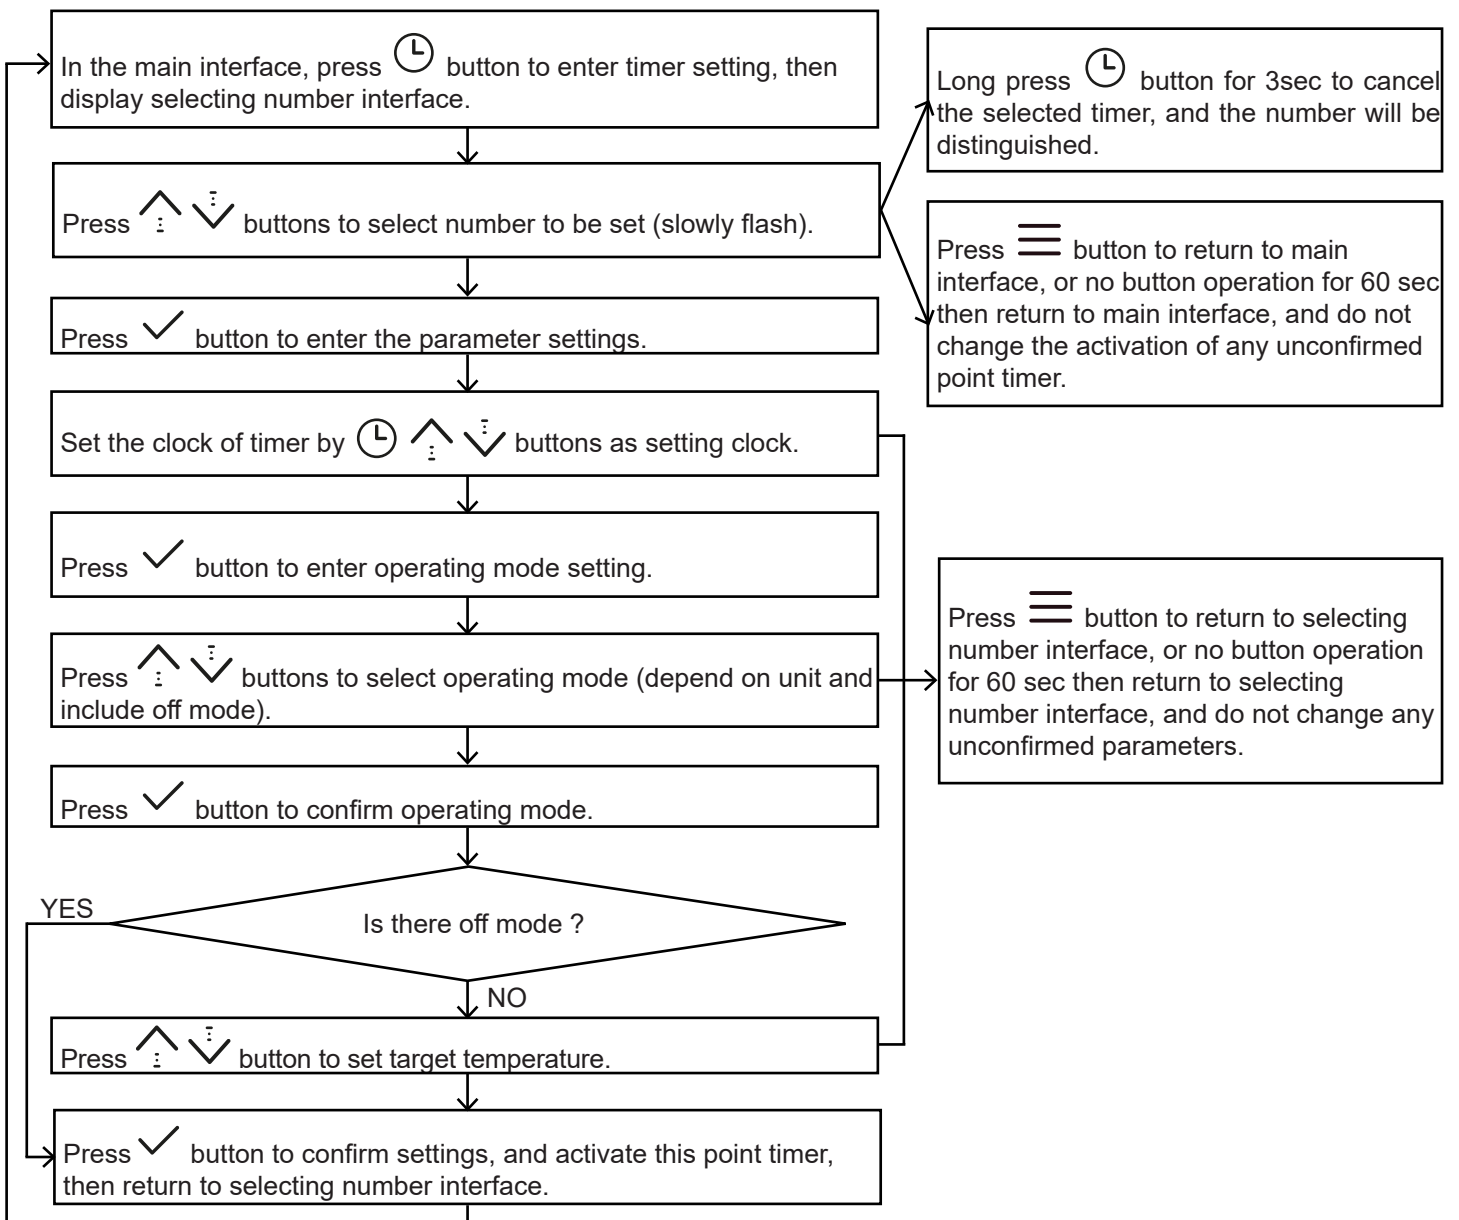 In the main interface, press button to enter timer setting, then
display selecting number interface.
Long press button for 3sec to cancel
the selected timer, and the number will be
distinguished.
Press buttons to select number to be set (slowly flash).
Press button to return to main
interface, or no button operation for 60 sec
then return to main interface, and do not
change the activation of any unconfirmed
point timer.
Press button to enter the parameter settings.
Set the clock of timer by buttons as setting clock.
Press button to enter operating mode setting.
Press buttons to select operating mode (depend on unit and
include off mode).
Press button to return to selecting
number interface, or no button operation
for 60 sec then return to selecting
number interface, and do not change any
unconfirmed parameters.
Press button to confirm operating mode.
Is there off mode ?
YES
NO
Press button to set target temperature.
Press button to confirm settings, and activate this point timer,
then return to selecting number interface.